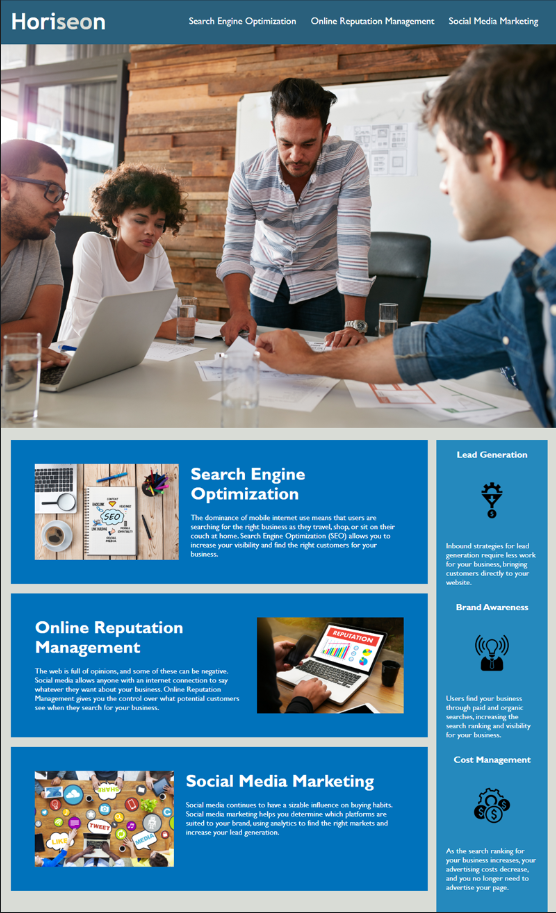 Horiseon
Search Engine Optimization Online Reputation Management Social Media Marketing
Search Engine
Optimization
The dominance of mobile internet use means that users are
searching for the right business as they travel, shop, or sit on their
couch at home. Search Engine Optimization (SEO) allows you to
increase your visibility and find the right customers for your
business.
SEO
Online Reputation
Management
The web is full of opinions, and some of these can be negative.
Social media allows anyone with an internet connection to say
whatever they want about your business. Online Reputation
Management gives you the control over what potential customers
see when they search for your business.
REPUTATION
Social Media Marketing
Social media continues to have a sizable influence on buying habits.
Social media marketing helps you determine which platforms are
suited to your brand, using analytics to find the right markets and
increase your lead generation.
SHARE
TWEET
LIKE
MEDIA
Lead Generation
Inbound strategies for lead
generation require less work
for your business, bringing
customers directly to your
website.
Brand Awareness
Users find your business
through paid and organic
searches, increasing the
search ranking and visibility
for your business.
Cost Management
As the search ranking for
your business increases, your
advertising costs decrease,
and you no longer need to
advertise your page.